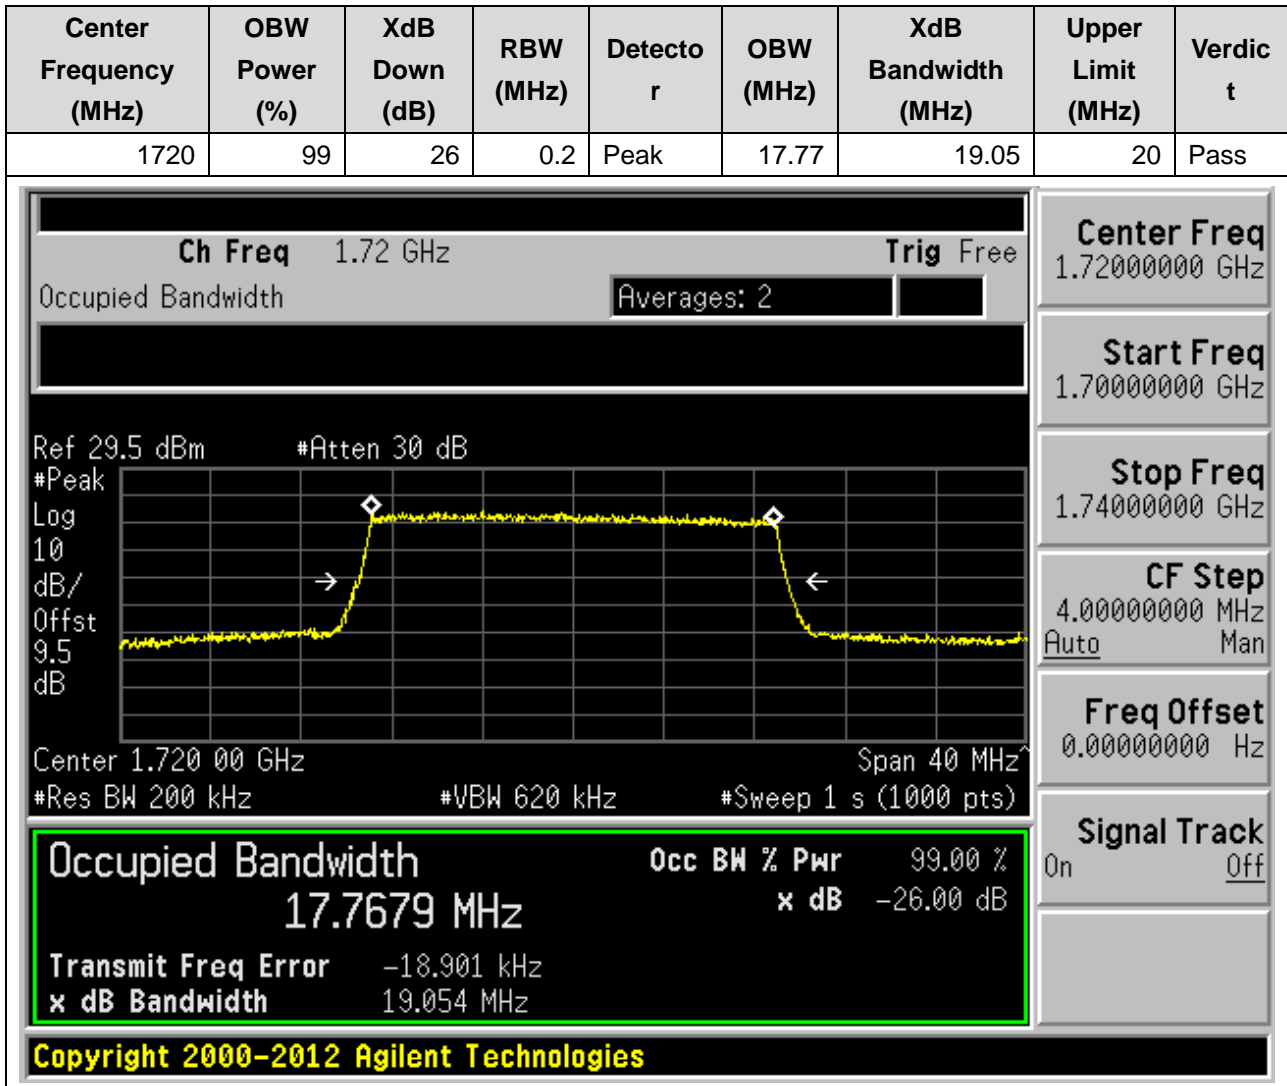 Center Frequency (MHz) OBW Power (%) XdB Down (dB) RBW (MHz) Detecto r OBW (MHz) XdB Bandwidth (MHz) Upper Limit (MHz) Verdic t
1720 99 26 0.2 Peak 17.77 19.05 20 Pass
Ch Freq 1.72 GHz Trig Free
Occupied Bandwidth Averages: 2
Ref 29.5 dBm #Atten 30 dB
#Peak
Log
10
dB/
Offst
9.5
dB
Center 1.720 00 GHz Span 40 MHz^
#Res BW 200 kHz #VBW 620 kHz #Sweep 1 s (1000 pts)
Occupied Bandwidth Occ BW % Pwr 99.00 %
17.7679 MHz x dB -26.00 dB
Transmit Freq Error -18.901 kHz
x dB Bandwidth 19.054 MHz
Copyright 2000-2012 Agilent Technologies
Center Freq
1.72000000 GHz
Start Freq
1.70000000 GHz
Stop Freq
1.74000000 GHz
CF Step
4.00000000 MHz
Auto Man
Freq Offset
0.00000000 Hz
Signal Track
On Off